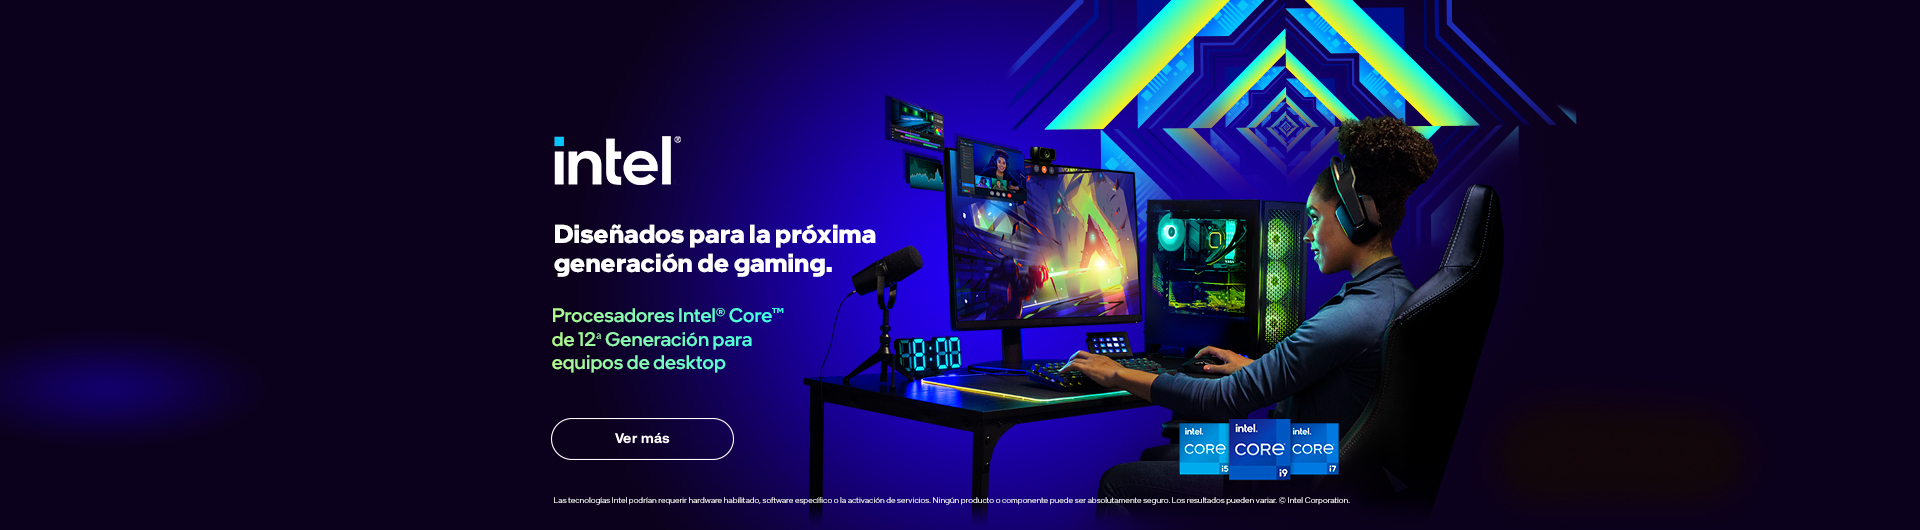 intel®
Diseñados para la próxima
generación de gaming.
Procesadores Intel® Core™
de 12ª Generación para
equipos de desktop
18:00
Ver más
intel.
CORE
i5
intel.
CORE
i9
intel.
CORE
i7
Las tecnologías Intel podrían requerir hardware habilitado, software específico o la activación de servicios. Ningún producto o componente puede ser absolutamente seguro. Los resultados pueden variar. © Intel Corporation.